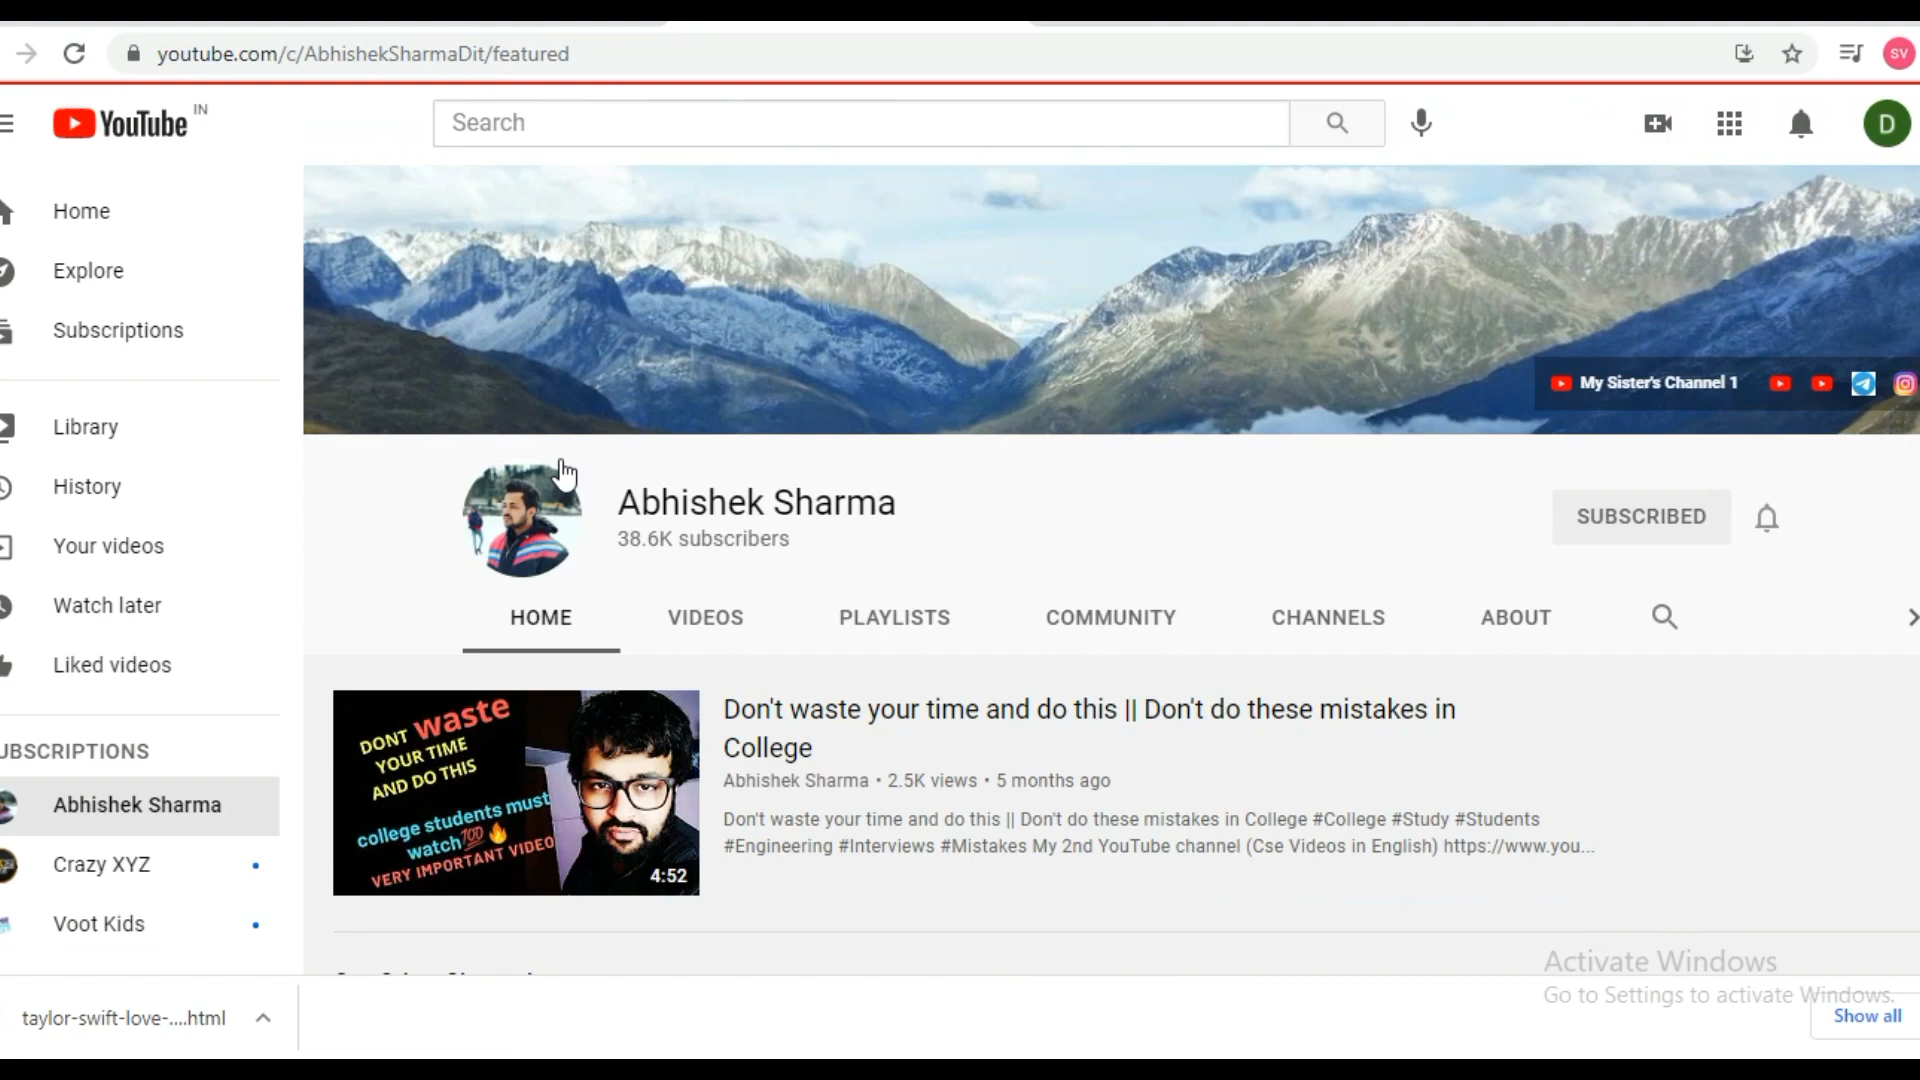 youtube.com/c/AbhishekSharmaDit/featured
SV
YouTube IN
Search
D
Home
Explore
Subscriptions
Library
History
Your videos
Watch later
Liked videos
UBSCRIPTIONS
Abhishek Sharma
Crazy XYZ
Voot Kids
My Sister's Channel 1
Abhishek Sharma
38.6K subscribers
SUBSCRIBED
HOME VIDEOS PLAYLISTS COMMUNITY CHANNELS ABOUT
DONT waste
YOUR TIME
AND DO THIS
college students must
watch💯🔥
VERY IMPORTANT VIDEO
4:52
Don't waste your time and do this || Don't do these mistakes in
College
Abhishek Sharma • 2.5K views • 5 months ago
Don't waste your time and do this || Don't do these mistakes in College #College #Study #Students
#Engineering #Interviews #Mistakes My 2nd YouTube channel (Cse Videos in English) https://www.you...
Activate Windows
Go to Settings to activate Windows.
taylor-swift-love-....html
Show all